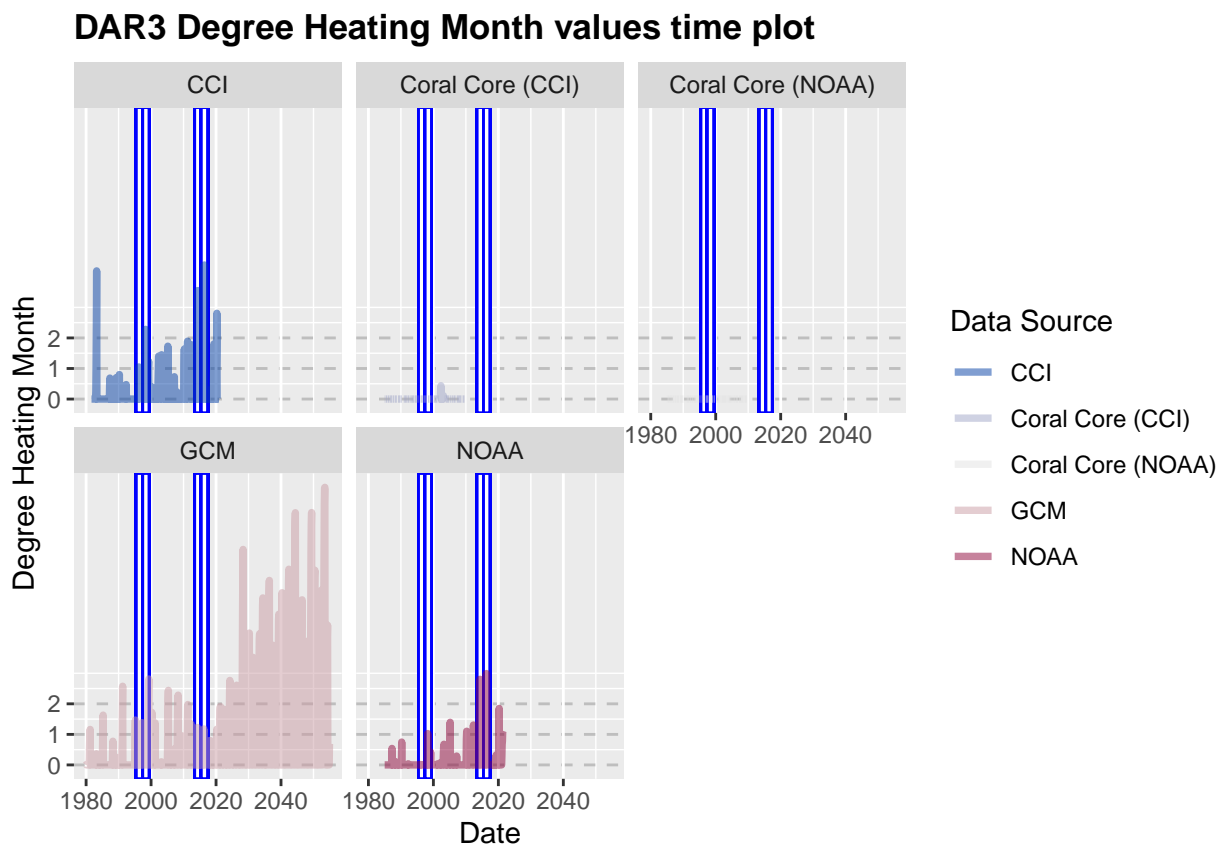 DAR3 Degree Heating Month values time plot
CCI
Coral Core (CCI)
Coral Core (NOAA)
2
1
0
1980 2000 2020 2040
GCM
NOAA
2
1
0
1980 2000 2020 2040
1980 2000 2020 2040
Date
Degree Heating Month
Data Source
CCI
Coral Core (CCI)
Coral Core (NOAA)
GCM
NOAA